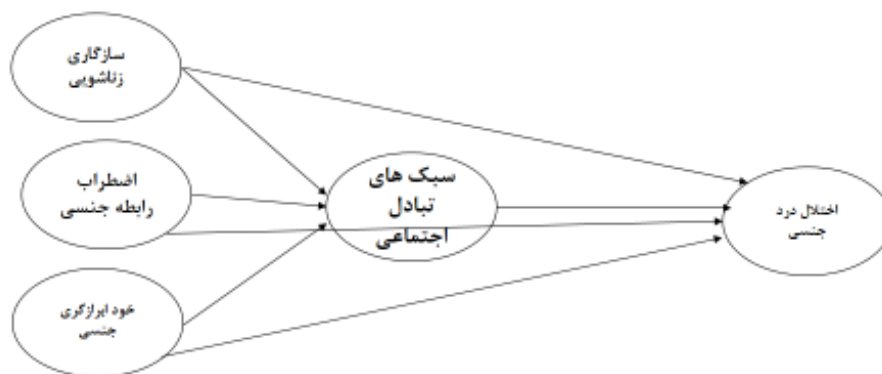 سازگاری
زناشویی
اضطراب
رابطه جنسی
خود ابرازگری
جنسی
سبک های
تبادل
اجتماعی
اختلال درد
جنسی